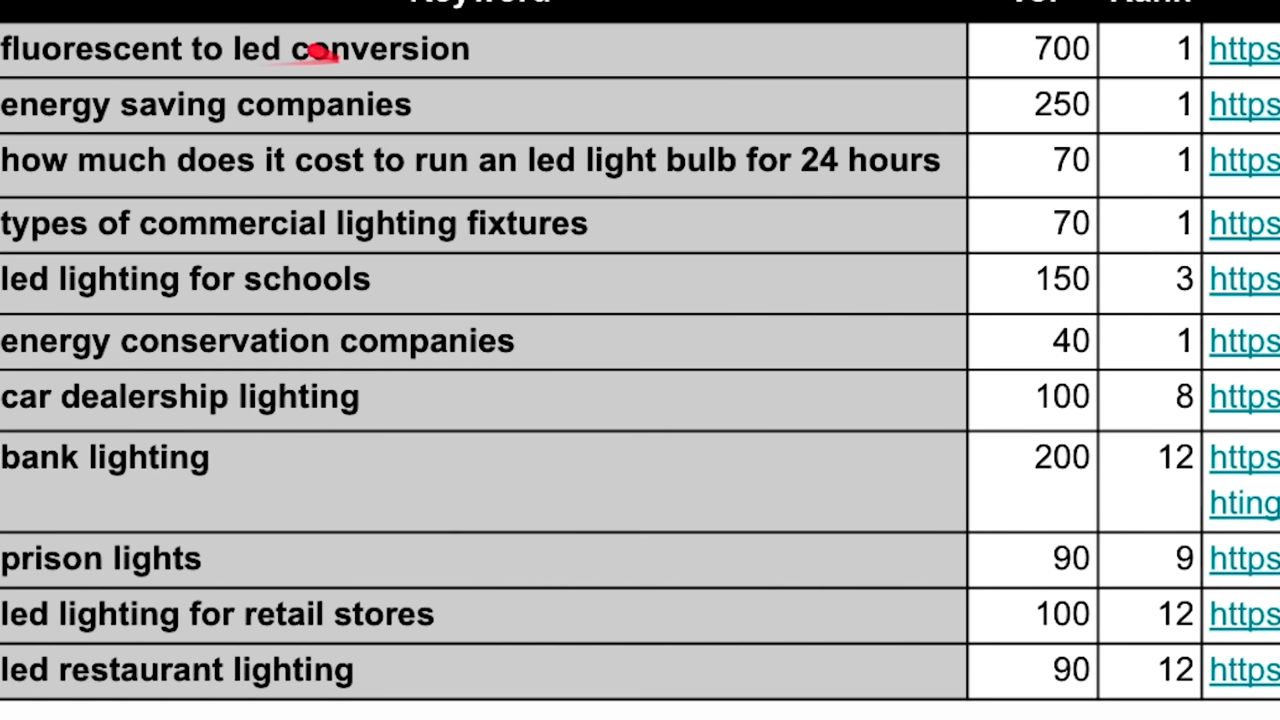 Keyword Vol Rank
fluorescent to led conversion 700 1 https
energy saving companies 250 1 https
how much does it cost to run an led light bulb for 24 hours 70 1 https
types of commercial lighting fixtures 70 1 https
led lighting for schools 150 3 https
energy conservation companies 40 1 https
car dealership lighting 100 8 https
bank lighting 200 12 https
hting
prison lights 90 9 https
led lighting for retail stores 100 12 https
led restaurant lighting 90 12 https